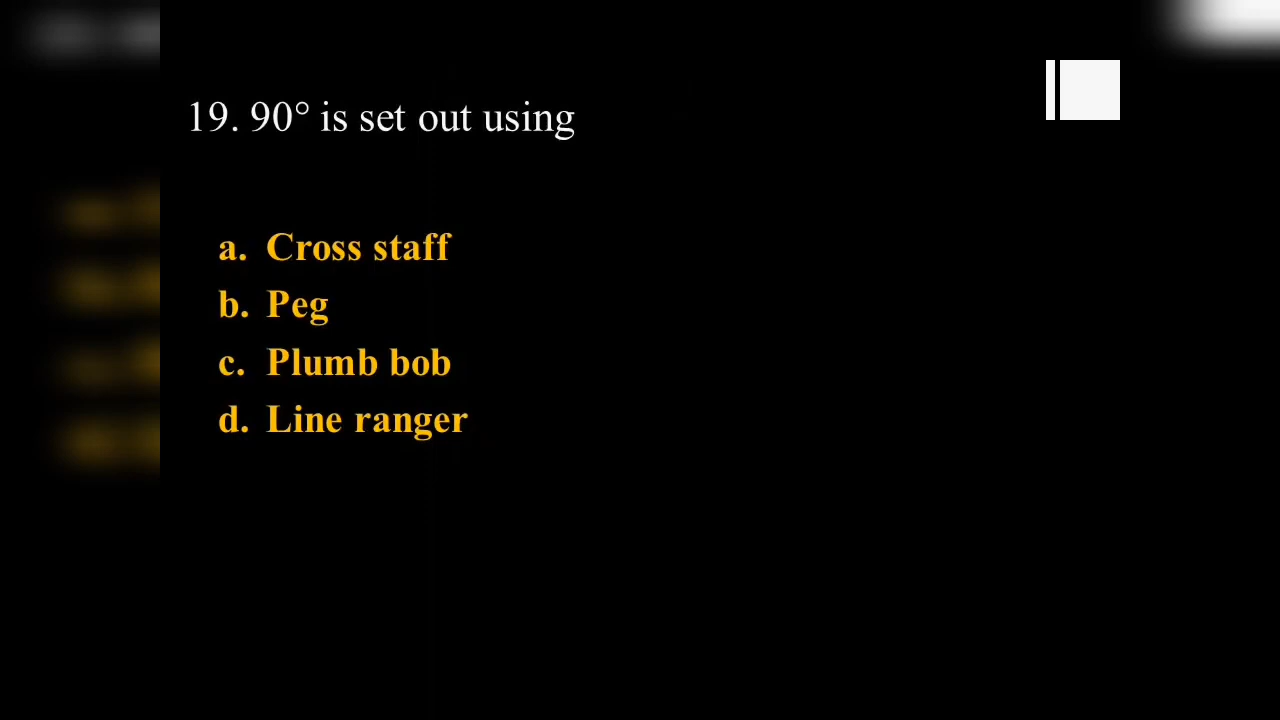 19. 90° is set out using
a. Cross staff
b. Peg
c. Plumb bob
d. Line ranger